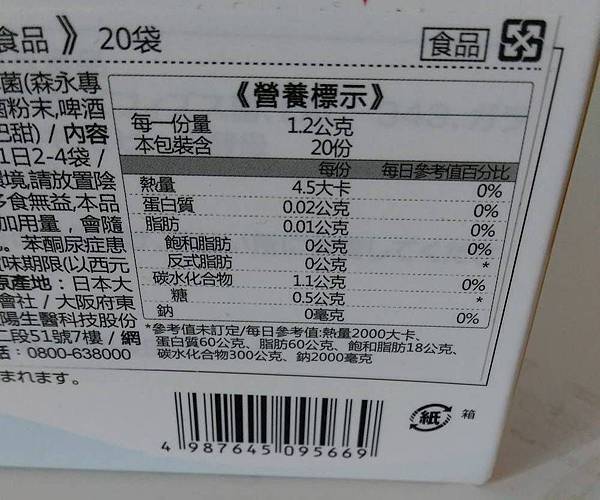 食品》 20袋
食品
菌(森永專
菌粉末,啤酒
巴甜) / 內容
1日2-4袋 /
環境,請放置陰
多食無益,本品
加用量，會隨
。苯酮尿症患
賞味期限(以西元
原產地：日本大
會社 / 大阪府東
陽生醫科技股份
二段51號7樓 / 網
話：0800-638000
まれます。
《營養標示》
每一份量 1.2公克
本包裝含 20份
每份 每日參考值百分比
熱量 4.5大卡 0%
蛋白質 0.02公克 0%
脂肪 0.01公克 0%
飽和脂肪 0公克 0%
反式脂肪 0公克 *
碳水化合物 1.1公克 0%
糖 0.5公克 *
鈉 0毫克 0%
*參考值未訂定/每日參考值:熱量2000大卡、
蛋白質60公克、脂肪60公克、飽和脂肪18公克、
碳水化合物300公克、鈉2000毫克
4 987645 095669
紙 箱